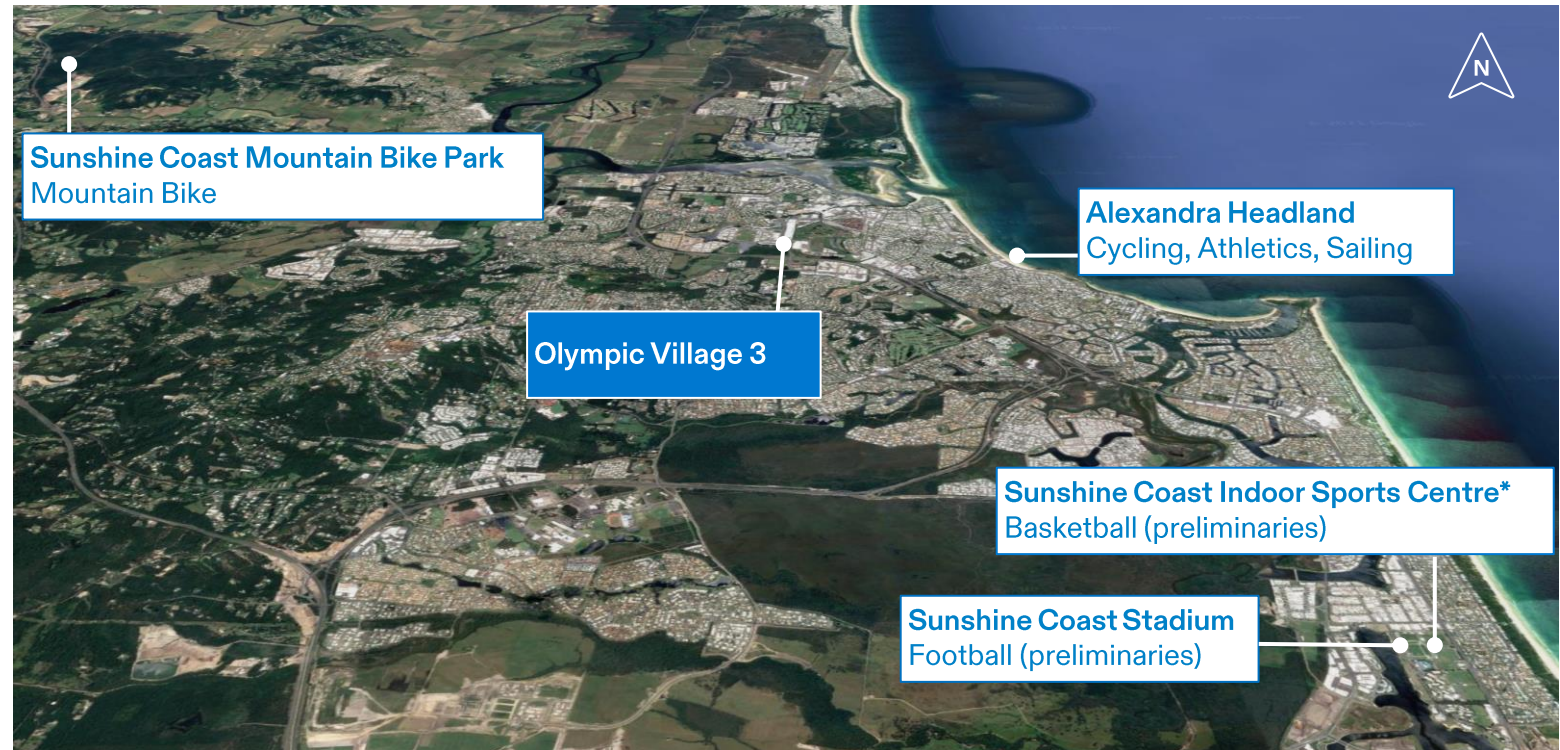 N
Sunshine Coast Mountain Bike Park
Mountain Bike
Alexandra Headland
Cycling, Athletics, Sailing
Olympic Village 3
Sunshine Coast Indoor Sports Centre*
Basketball (preliminaries)
Sunshine Coast Stadium
Football (preliminaries)